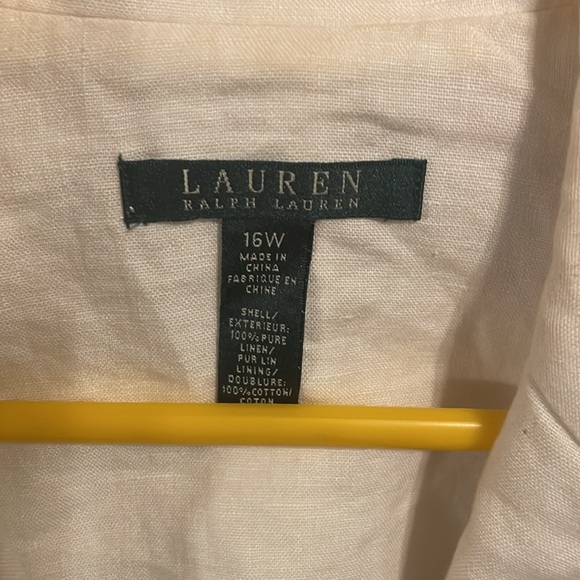 LAUREN
RALPH LAUREN
16W
MADE IN
CHINA
FABRIQUE EN
CHINE
SHELL/
EXTERIEUR:
100% PURE
LINEN/
PUR LIN
LINING/
DOUBLURE:
100% COTTON/
COTON